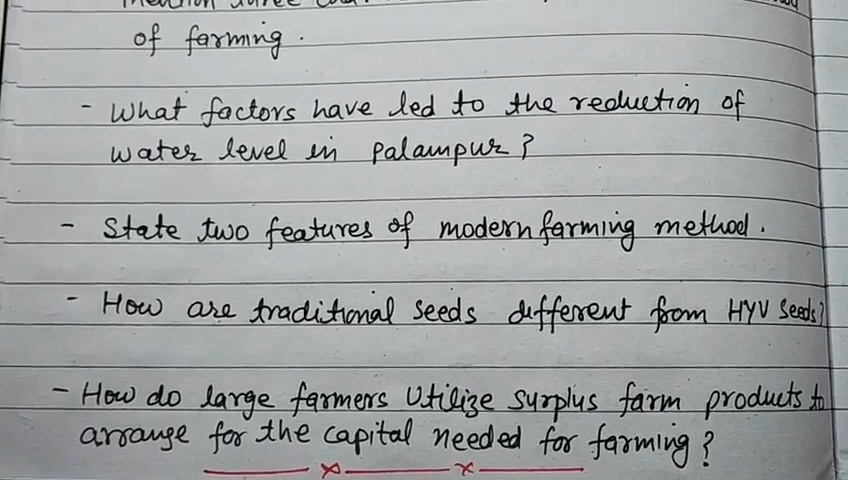 of farming.
- What factors have led to the reduction of
water level in Palampur?
- State two features of modern farming method.
- How are traditional seeds different from HYV seeds?
- How do large farmers utilize surplus farm products to
arrange for the capital needed for farming?